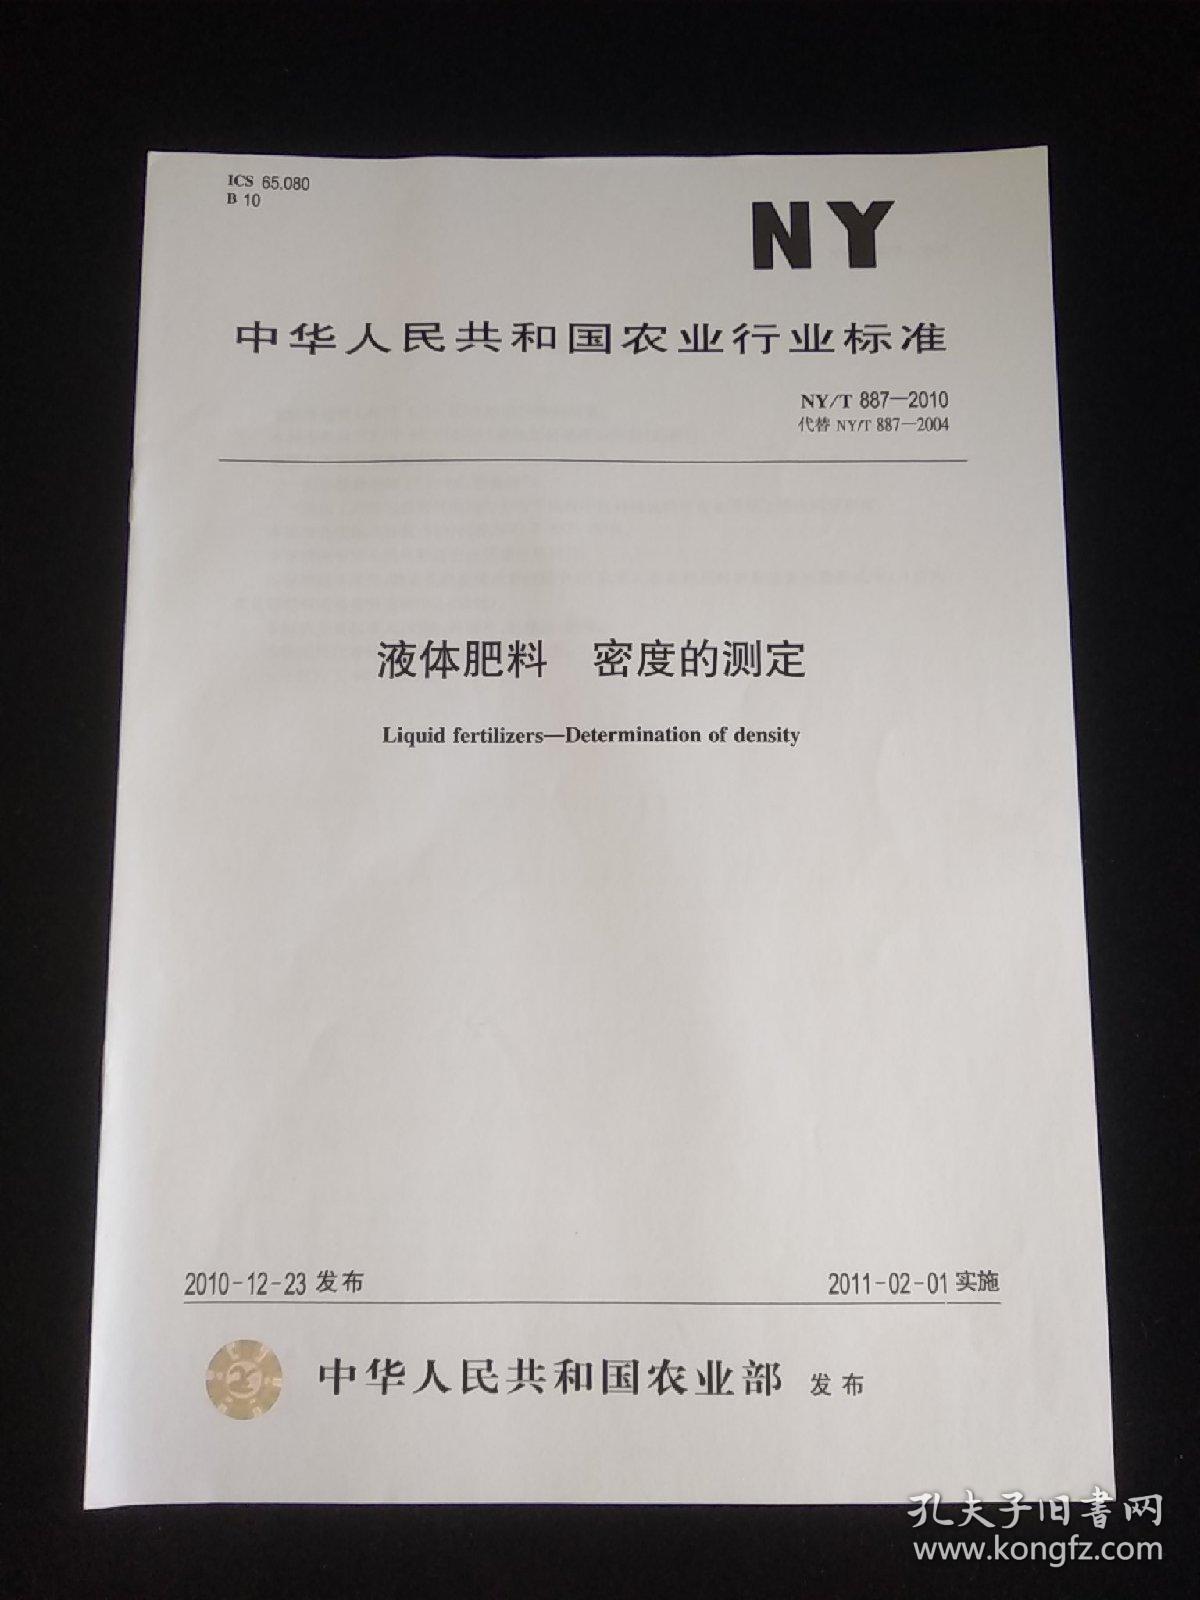 ICS 65.080
B 10
NY
中华人民共和国农业行业标准
NY/T 887—2010
代替 NY/T 887—2004
液体肥料 密度的测定
Liquid fertilizers—Determination of density
2010-12-23 发布
2011-02-01 实施
中华人民共和国农业部 发布
孔夫子旧书网
www.kongfz.com